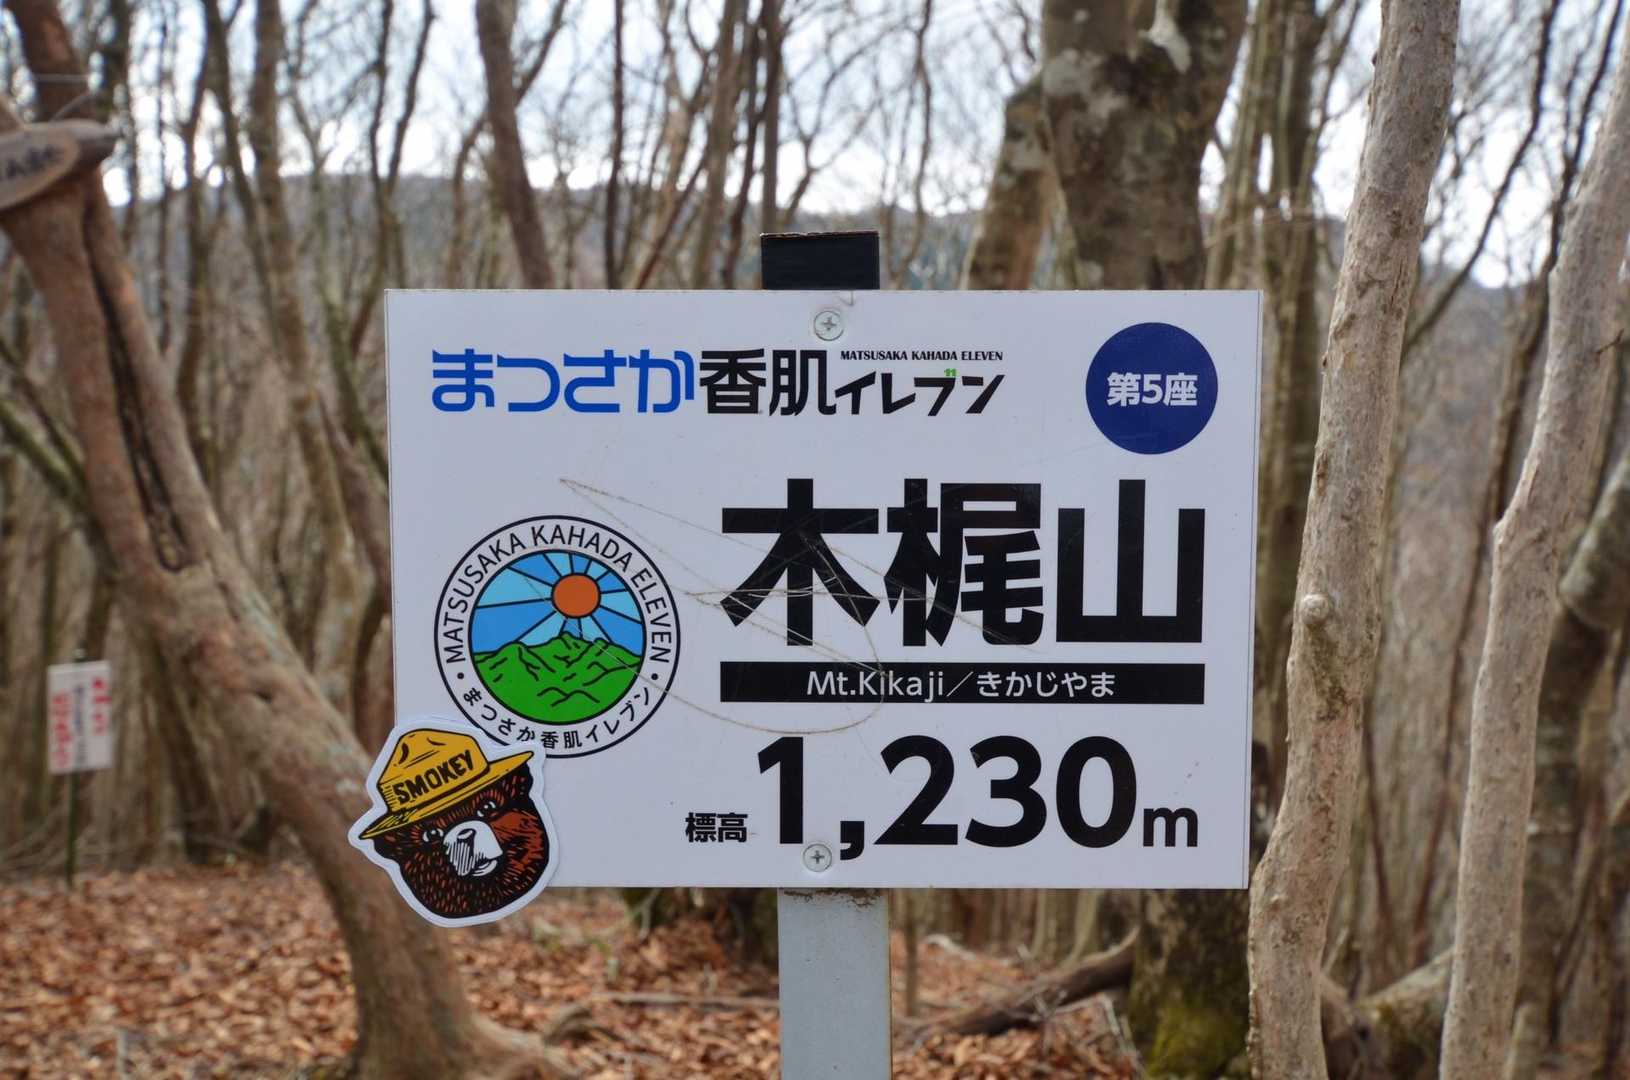 まつさか香肌イレブン
MATSUSAKA KAHADA ELEVEN
第5座
木梶山
Mt.Kikaji／きかじやま
標高 1,230m
MATSUSAKA KAHADA ELEVEN
まつさか香肌イレブン
SMOKEY